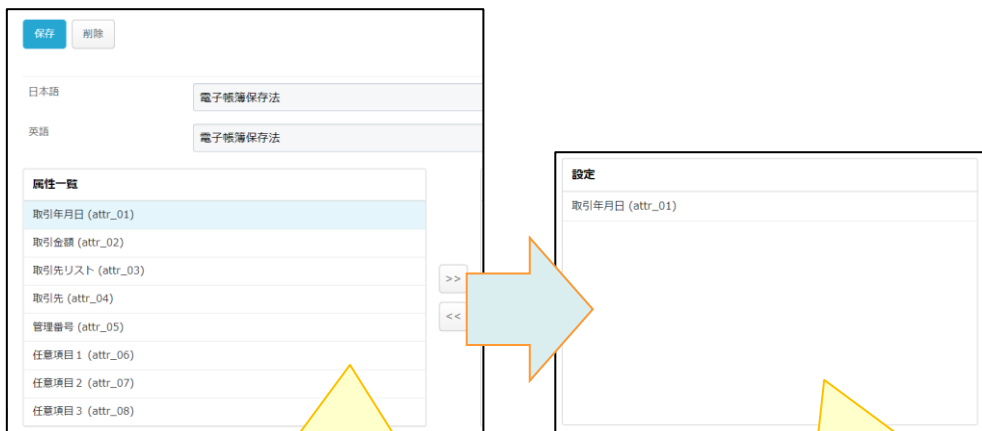 保存 削除
日本語 電子帳簿保存法
英語 電子帳簿保存法
属性一覧
取引年月日 (attr_01)
取引金額 (attr_02)
取引先リスト (attr_03)
取引先 (attr_04)
管理番号 (attr_05)
任意項目1 (attr_06)
任意項目2 (attr_07)
任意項目3 (attr_08)
>>
<<
設定
取引年月日 (attr_01)